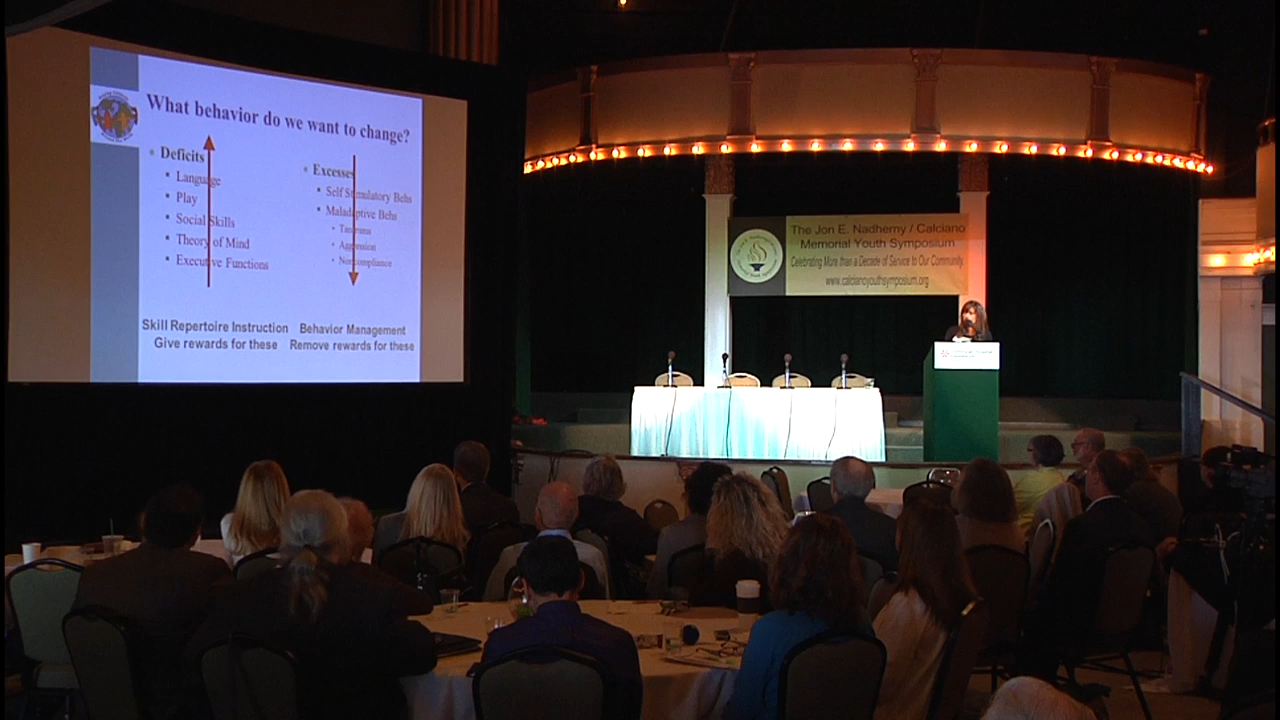 What behavior do we want to change?
Deficits
Language
Play
Social Skills
Theory of Mind
Executive Functions
Excesses
Self Stimulatory Behs
Maladaptive Behs
Tantrums
Aggression
Noncompliance
Skill Repertoire Instruction
Give rewards for these
Behavior Management
Remove rewards for these
The Jon E. Nadherny / Calciano
Memorial Youth Symposium
Celebrating More than a Decade of Service to Our Community.
www.calcianoyouthsymposium.org